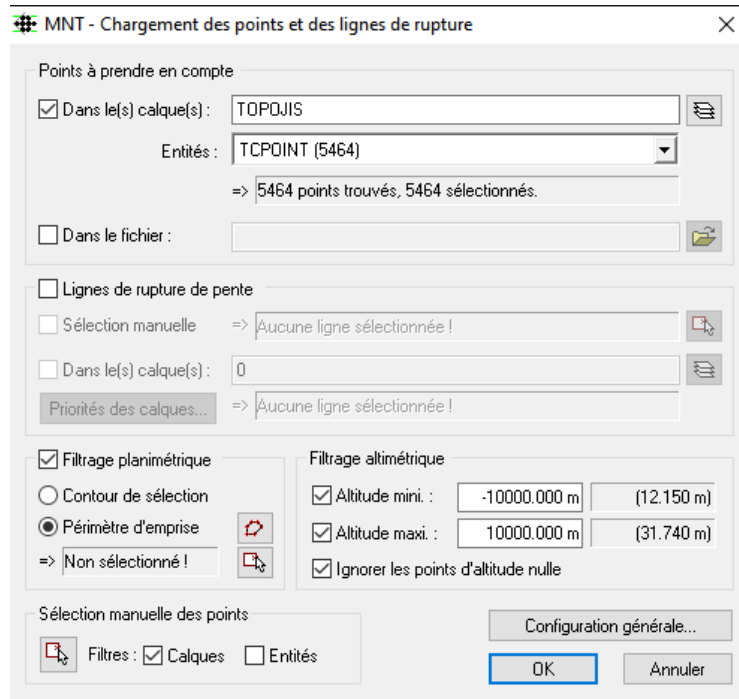 MNT - Chargement des points et des lignes de rupture
Points à prendre en compte
Dans le(s) calque(s) : TOPOJIS
Entités : TCPOINT (5464)
=> 5464 points trouvés, 5464 sélectionnés.
Dans le fichier :
Lignes de rupture de pente
Sélection manuelle => Aucune ligne sélectionnée !
Dans le(s) calque(s) : 0
Priorités des calques... => Aucune ligne sélectionnée !
Filtrage planimétrique
Contour de sélection
Périmètre d'emprise
=> Non sélectionné !
Filtrage altimétrique
Altitude mini. : -10000.000 m (12.150 m)
Altitude maxi. : 10000.000 m (31.740 m)
Ignorer les points d'altitude nulle
Sélection manuelle des points
Filtres : Calques Entités
Configuration générale...
OK Annuler